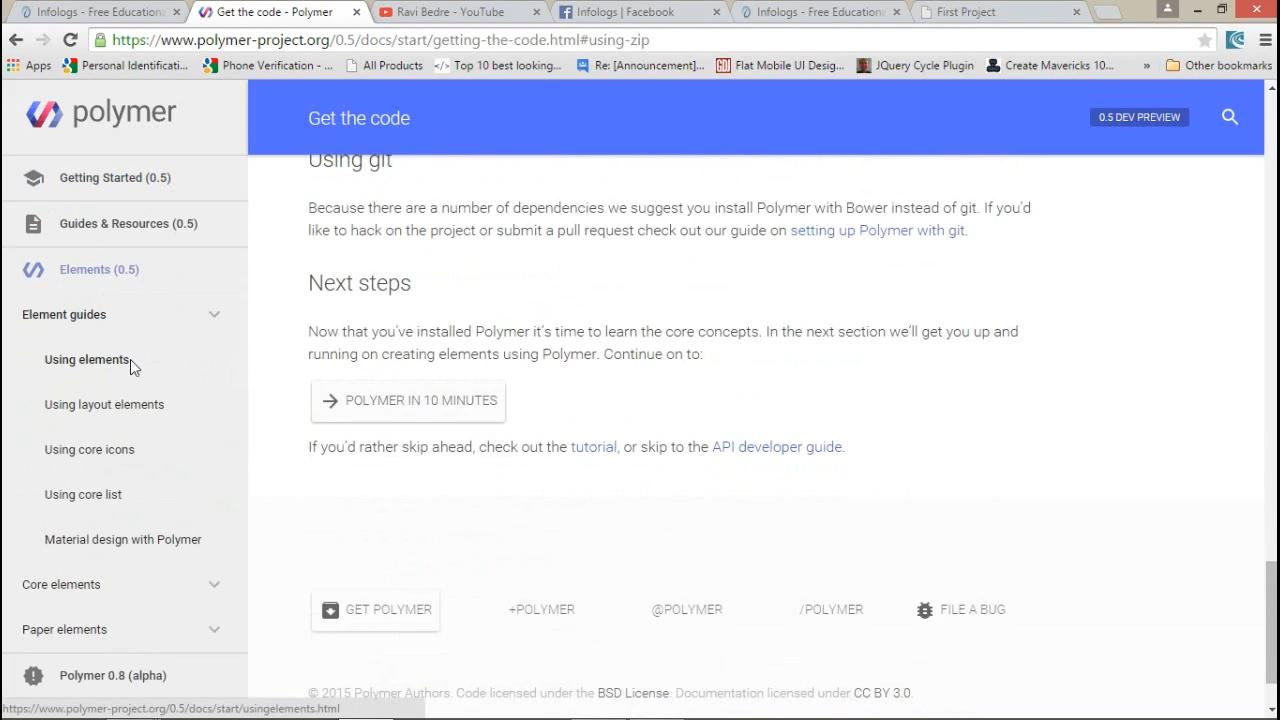 Infologs - Free Educationa
Get the code - Polymer
Ravi Bedre - YouTube
Infologs | Facebook
Infologs - Free Educationa
First Project
https://www.polymer-project.org/0.5/docs/start/getting-the-code.html#using-zip
Apps
Personal Identificati...
Phone Verification - ...
All Products
Top 10 best looking...
Re: [Announcement]...
Flat Mobile UI Desig...
JQuery Cycle Plugin
Create Mavericks 10...
»
Other bookmarks
polymer
Get the code
0.5 DEV PREVIEW
Getting Started (0.5)
Guides & Resources (0.5)
Elements (0.5)
Element guides
Using elements
Using layout elements
Using core icons
Using core list
Material design with Polymer
Core elements
Paper elements
Polymer 0.8 (alpha)
Using git
Because there are a number of dependencies we suggest you install Polymer with Bower instead of git. If you'd
like to hack on the project or submit a pull request check out our guide on setting up Polymer with git.
Next steps
Now that you've installed Polymer it's time to learn the core concepts. In the next section we'll get you up and
running on creating elements using Polymer. Continue on to:
POLYMER IN 10 MINUTES
If you'd rather skip ahead, check out the tutorial, or skip to the API developer guide.
GET POLYMER
+POLYMER
@POLYMER
/POLYMER
FILE A BUG
© 2015 Polymer Authors. Code licensed under the BSD License. Documentation licensed under CC BY 3.0.
https://www.polymer-project.org/0.5/docs/start/usingelements.html